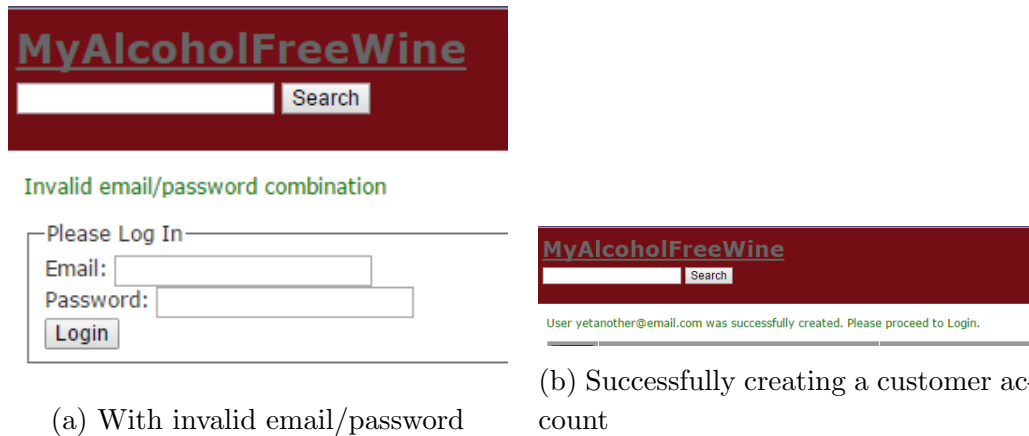 MyAlcoholFreeWine
Search
Invalid email/password combination
Please Log In
Email:
Password:
Login
(a) With invalid email/password
MyAlcoholFreeWine
Search
User yetanother@email.com was successfully created. Please proceed to Login.
(b) Successfully creating a customer ac-
count